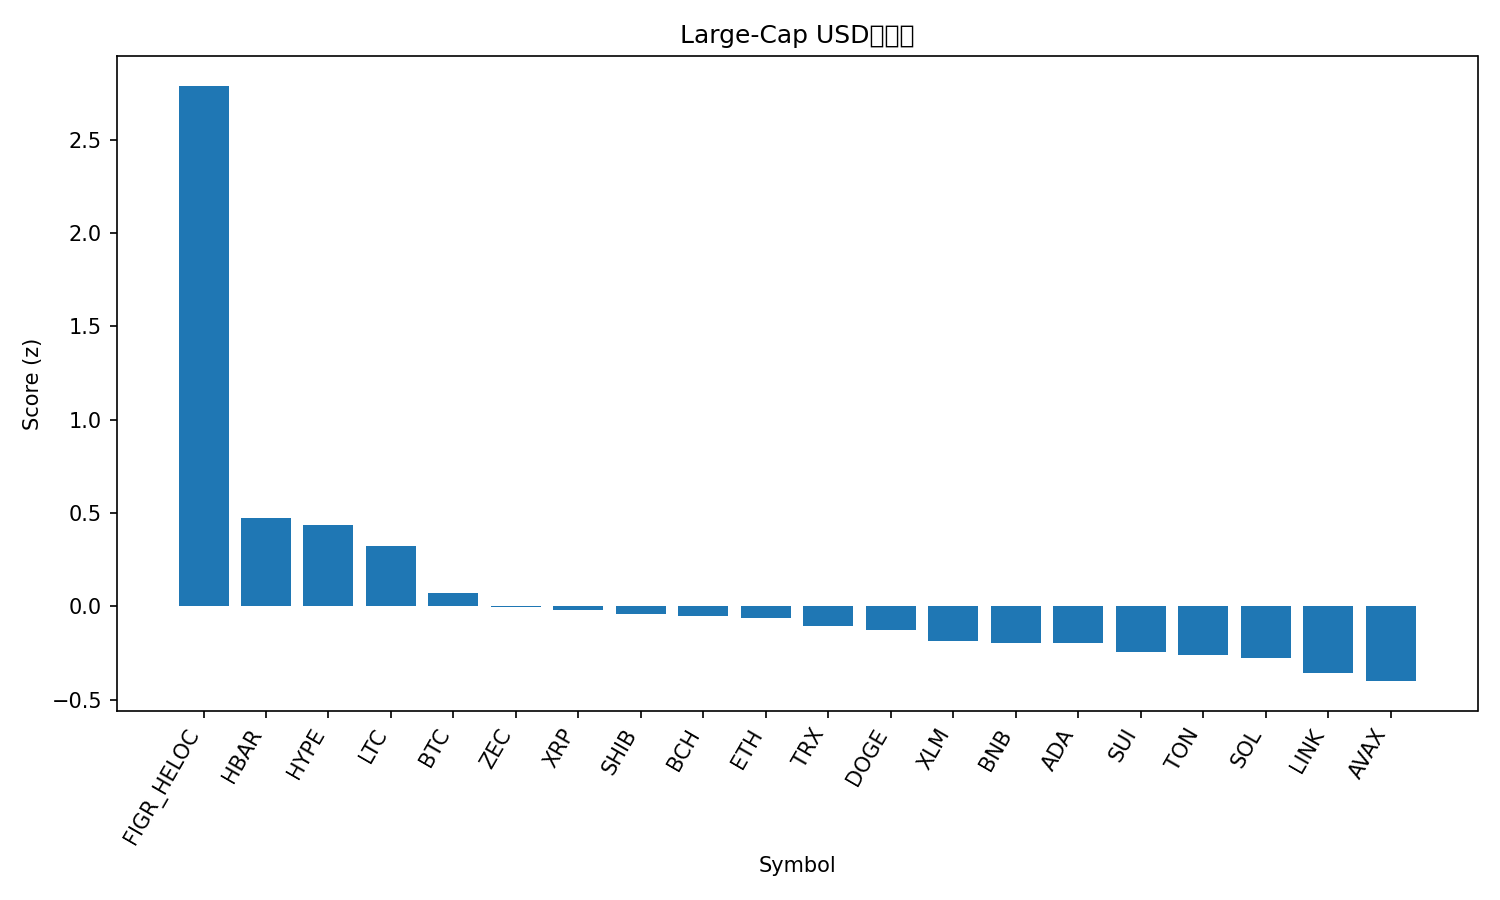 Large-Cap USD
Score (z)
2.5
2.0
1.5
1.0
0.5
0.0
−0.5
FIGR_HELOC
HBAR
HYPE
LTC
BTC
ZEC
XRP
SHIB
BCH
ETH
TRX
DOGE
XLM
BNB
ADA
SUI
TON
SOL
LINK
AVAX
Symbol